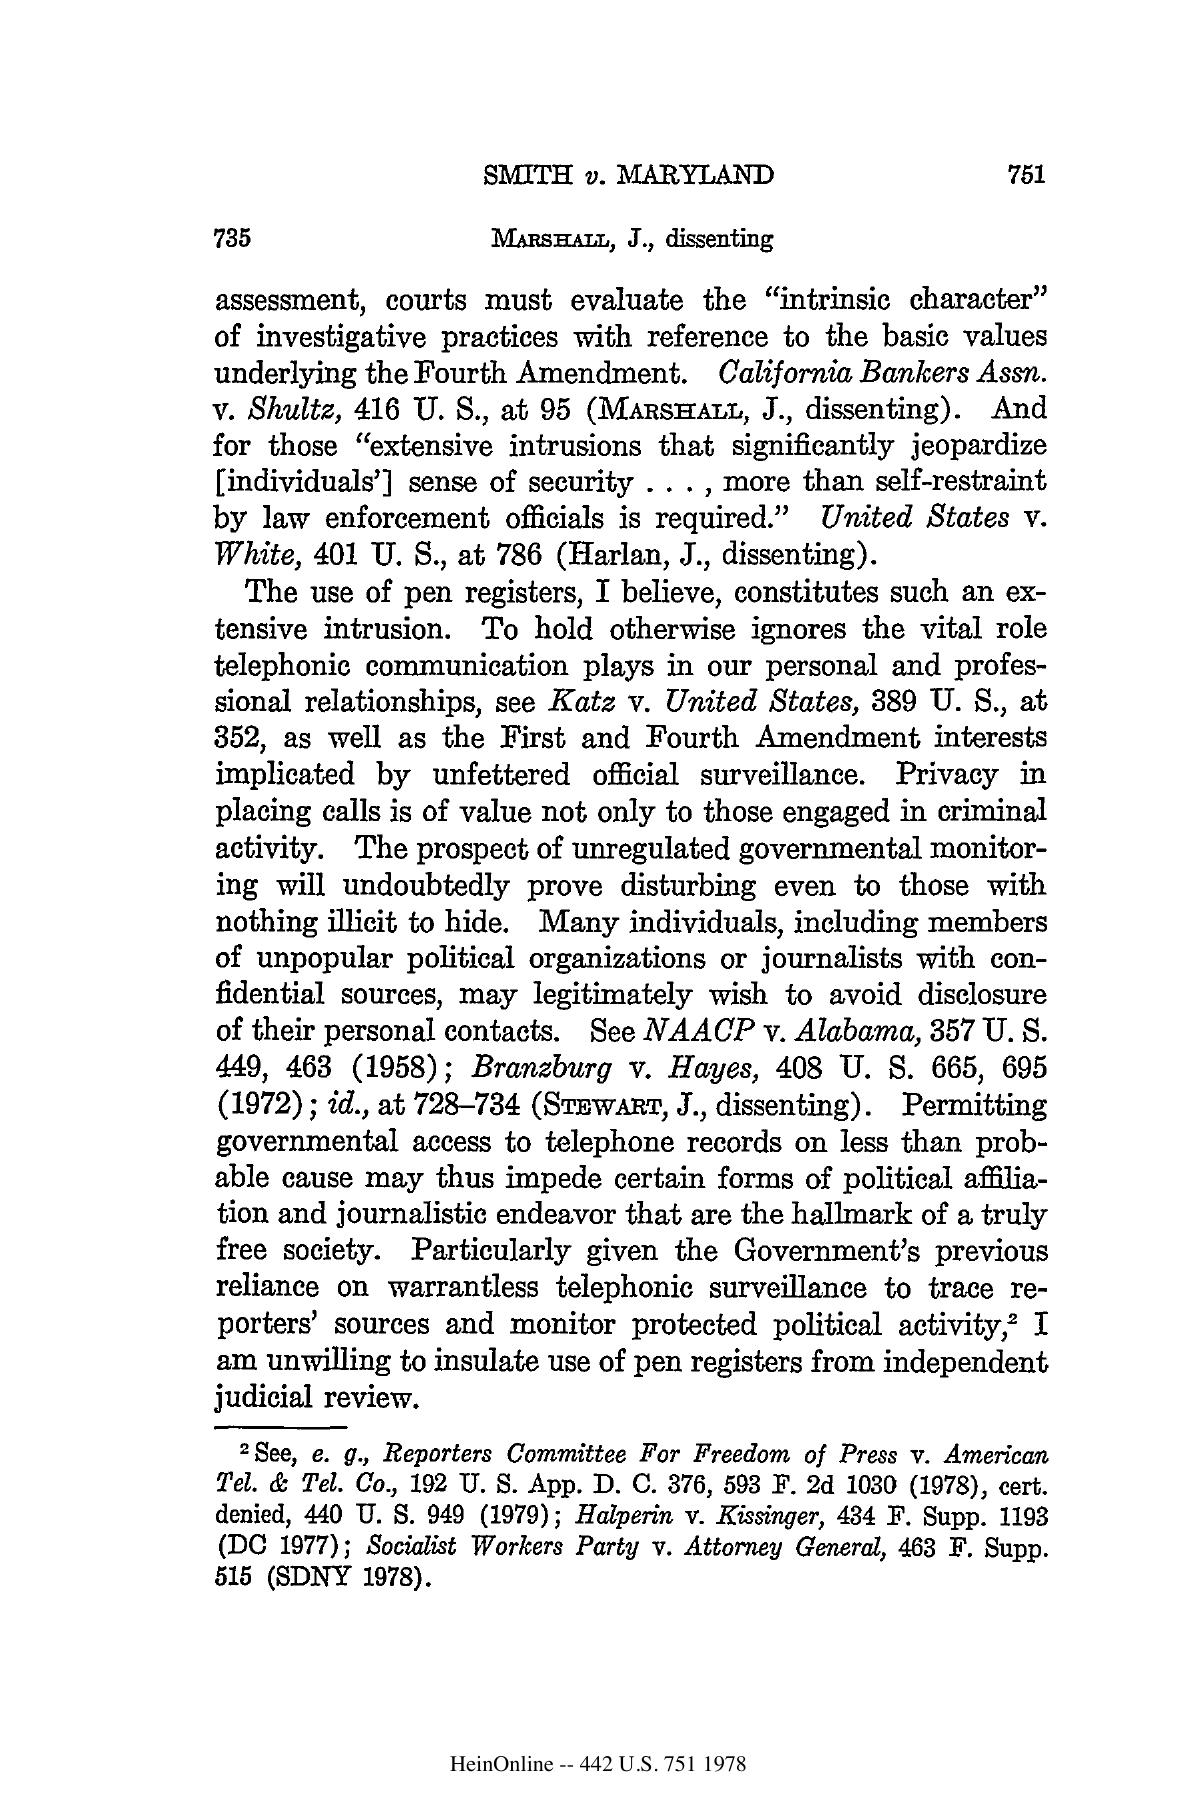 SMITH v. MARYLAND 751
735 MARSHALL, J., dissenting
assessment, courts must evaluate the “intrinsic character”
of investigative practices with reference to the basic values
underlying the Fourth Amendment. California Bankers Assn.
v. Shultz, 416 U. S., at 95 (MARSHALL, J., dissenting). And
for those “extensive intrusions that significantly jeopardize
[individuals’] sense of security . . . , more than self-restraint
by law enforcement officials is required.” United States v.
White, 401 U. S., at 786 (Harlan, J., dissenting).
The use of pen registers, I believe, constitutes such an ex-
tensive intrusion. To hold otherwise ignores the vital role
telephonic communication plays in our personal and profes-
sional relationships, see Katz v. United States, 389 U. S., at
352, as well as the First and Fourth Amendment interests
implicated by unfettered official surveillance. Privacy in
placing calls is of value not only to those engaged in criminal
activity. The prospect of unregulated governmental monitor-
ing will undoubtedly prove disturbing even to those with
nothing illicit to hide. Many individuals, including members
of unpopular political organizations or journalists with con-
fidential sources, may legitimately wish to avoid disclosure
of their personal contacts. See NAACP v. Alabama, 357 U. S.
449, 463 (1958); Branzburg v. Hayes, 408 U. S. 665, 695
(1972); id., at 728–734 (STEWART, J., dissenting). Permitting
governmental access to telephone records on less than prob-
able cause may thus impede certain forms of political affilia-
tion and journalistic endeavor that are the hallmark of a truly
free society. Particularly given the Government’s previous
reliance on warrantless telephonic surveillance to trace re-
porters’ sources and monitor protected political activity,² I
am unwilling to insulate use of pen registers from independent
judicial review.
² See, e. g., Reporters Committee For Freedom of Press v. American
Tel. & Tel. Co., 192 U. S. App. D. C. 376, 593 F. 2d 1030 (1978), cert.
denied, 440 U. S. 949 (1979); Halperin v. Kissinger, 434 F. Supp. 1193
(DC 1977); Socialist Workers Party v. Attorney General, 463 F. Supp.
515 (SDNY 1978).
HeinOnline -- 442 U.S. 751 1978